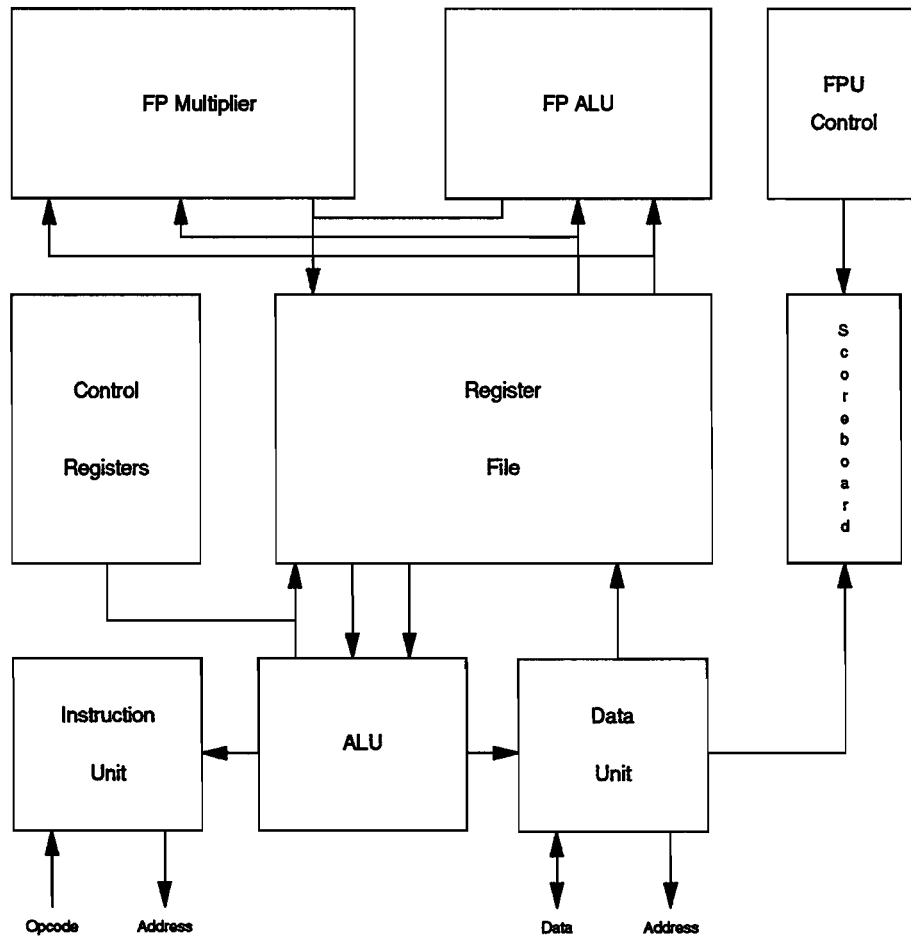 FP Multiplier
FP ALU
FPU
Control
Control
Registers
Register
File
Scoreboard
Instruction
Unit
ALU
Data
Unit
Opcode
Address
Data
Address